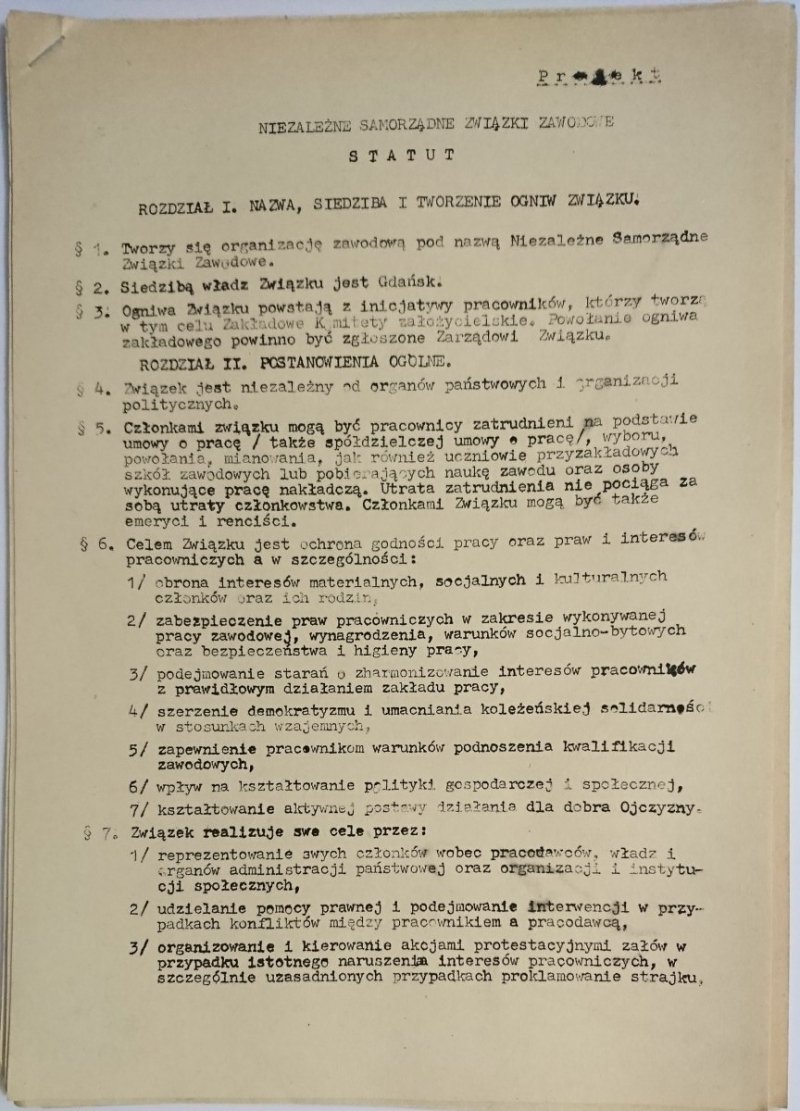 P r o j e k t
NIEZALEŻNE SAMORZĄDNE ZWIĄZKI ZAWODOWE
S T A T U T
ROZDZIAŁ I. NAZWA, SIEDZIBA I TWORZENIE OGNIW ZWIĄZKU.
§ 1. Tworzy się organizację zawodową pod nazwą Niezależne Samorządne
Związki Zawodowe.
§ 2. Siedzibą władz Związku jest Gdańsk.
§ 3. Ogniwa Związku powstają z inicjatywy pracowników, którzy tworzą
w tym celu Zakładowe Komitety założycielskie. Powołanie ogniwa
zakładowego powinno być zgłoszone Zarządowi Związku.
ROZDZIAŁ II. POSTANOWIENIA OGÓLNE.
§ 4. Związek jest niezależny od organów państwowych i organizacji
politycznych.
§ 5. Członkami związku mogą być pracownicy zatrudnieni na podstawie
umowy o pracę / także spółdzielczej umowy o pracę/, wyboru,
powołania, mianowania, jak również uczniowie przyzakładowych
szkół zawodowych lub pobierających naukę zawodu oraz osoby
wykonujące pracę nakładczą. Utrata zatrudnienia nie pociąga za
sobą utraty członkowstwa. Członkami Związku mogą być także
emeryci i renciści.
§ 6. Celem Związku jest ochrona godności pracy oraz praw i interesów
pracowniczych a w szczególności:
1/ obrona interesów materialnych, socjalnych i kulturalnych
członków oraz ich rodzin,
2/ zabezpieczenie praw pracowniczych w zakresie wykonywanej
pracy zawodowej, wynagrodzenia, warunków socjalno-bytowych
oraz bezpieczeństwa i higieny pracy,
3/ podejmowanie starań o zharmonizowanie interesów pracowników
z prawidłowym działaniem zakładu pracy,
4/ szerzenie demokratyzmu i umacniania koleżeńskiej solidarności
w stosunkach wzajemnych,
5/ zapewnienie pracownikom warunków podnoszenia kwalifikacji
zawodowych,
6/ wpływ na kształtowanie polityki gospodarczej i społecznej,
7/ kształtowanie aktywnej postawy działania dla dobra Ojczyzny.
§ 7. Związek realizuje swe cele przez:
1/ reprezentowanie swych członków wobec pracodawców, władz i
organów administracji państwowej oraz organizacji i instytu-
cji społecznych,
2/ udzielanie pomocy prawnej i podejmowanie interwencji w przy-
padkach konfliktów między pracownikiem a pracodawcą,
3/ organizowanie i kierowanie akcjami protestacyjnymi załów w
przypadku istotnego naruszenia interesów pracowniczych, w
szczególnie uzasadnionych przypadkach proklamowanie strajku,